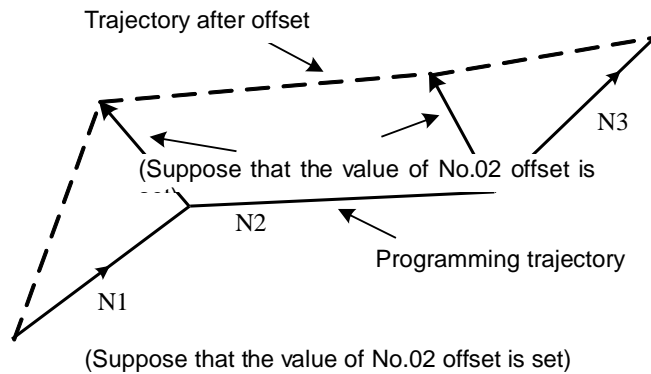 Trajectory after offset
N3
(Suppose that the value of No.02 offset is
N2
Programming trajectory
N1
(Suppose that the value of No.02 offset is set)